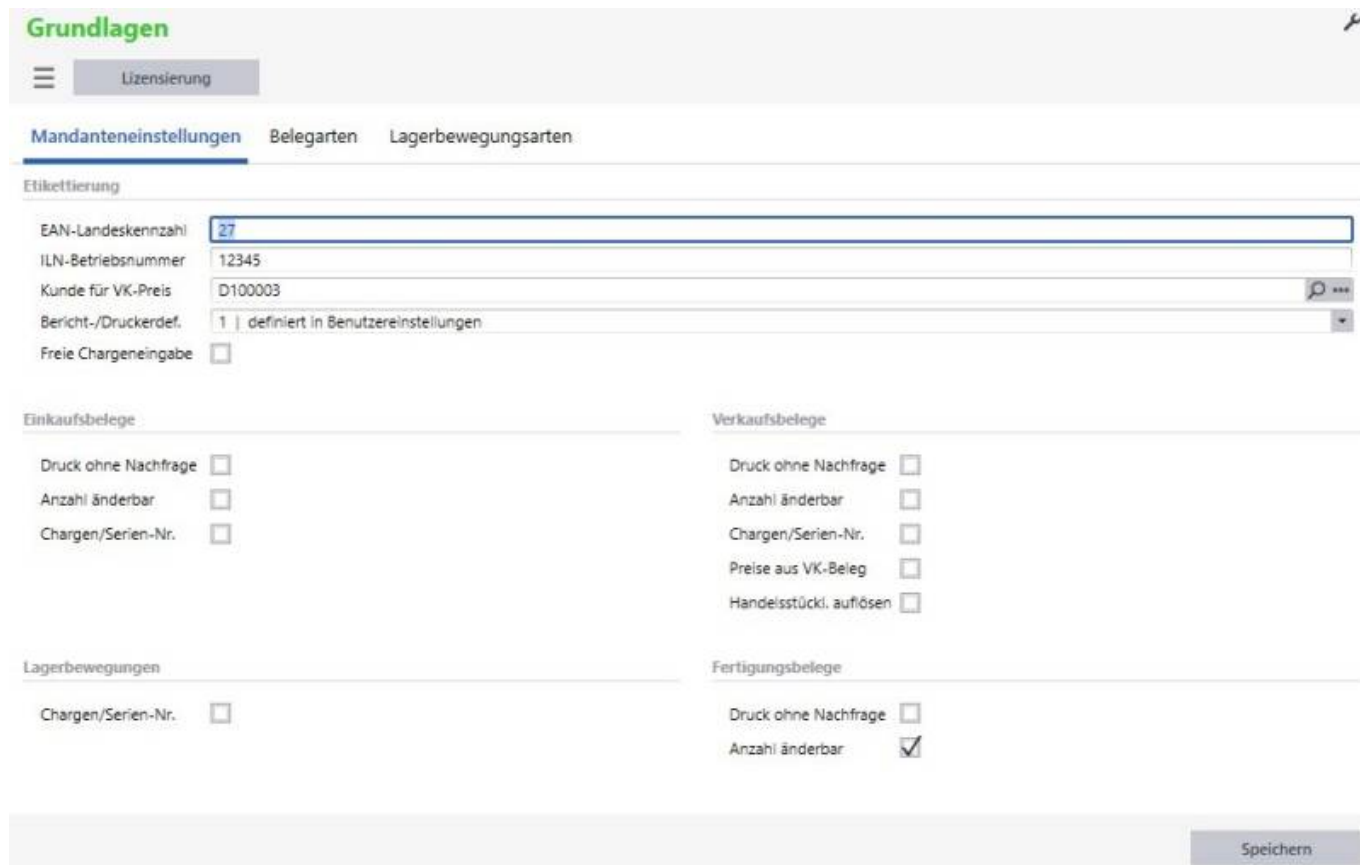 Grundlagen
Lizensierung
Mandanteneinstellungen Belegarten Lagerbewegungsarten
Etikettierung
EAN-Landeskennzahl 27
ILN-Betriebsnummer 12345
Kunde für VK-Preis D100003
Bericht-/Druckerdef. 1 | definiert in Benutzereinstellungen
Freie Chargeneingabe
Einkaufsbelege
Druck ohne Nachfrage
Anzahl änderbar
Chargen/Serien-Nr.
Verkaufsbelege
Druck ohne Nachfrage
Anzahl änderbar
Chargen/Serien-Nr.
Preise aus VK-Beleg
Handelsstückl. auflösen
Lagerbewegungen
Chargen/Serien-Nr.
Fertigungsbelege
Druck ohne Nachfrage
Anzahl änderbar
Speichern